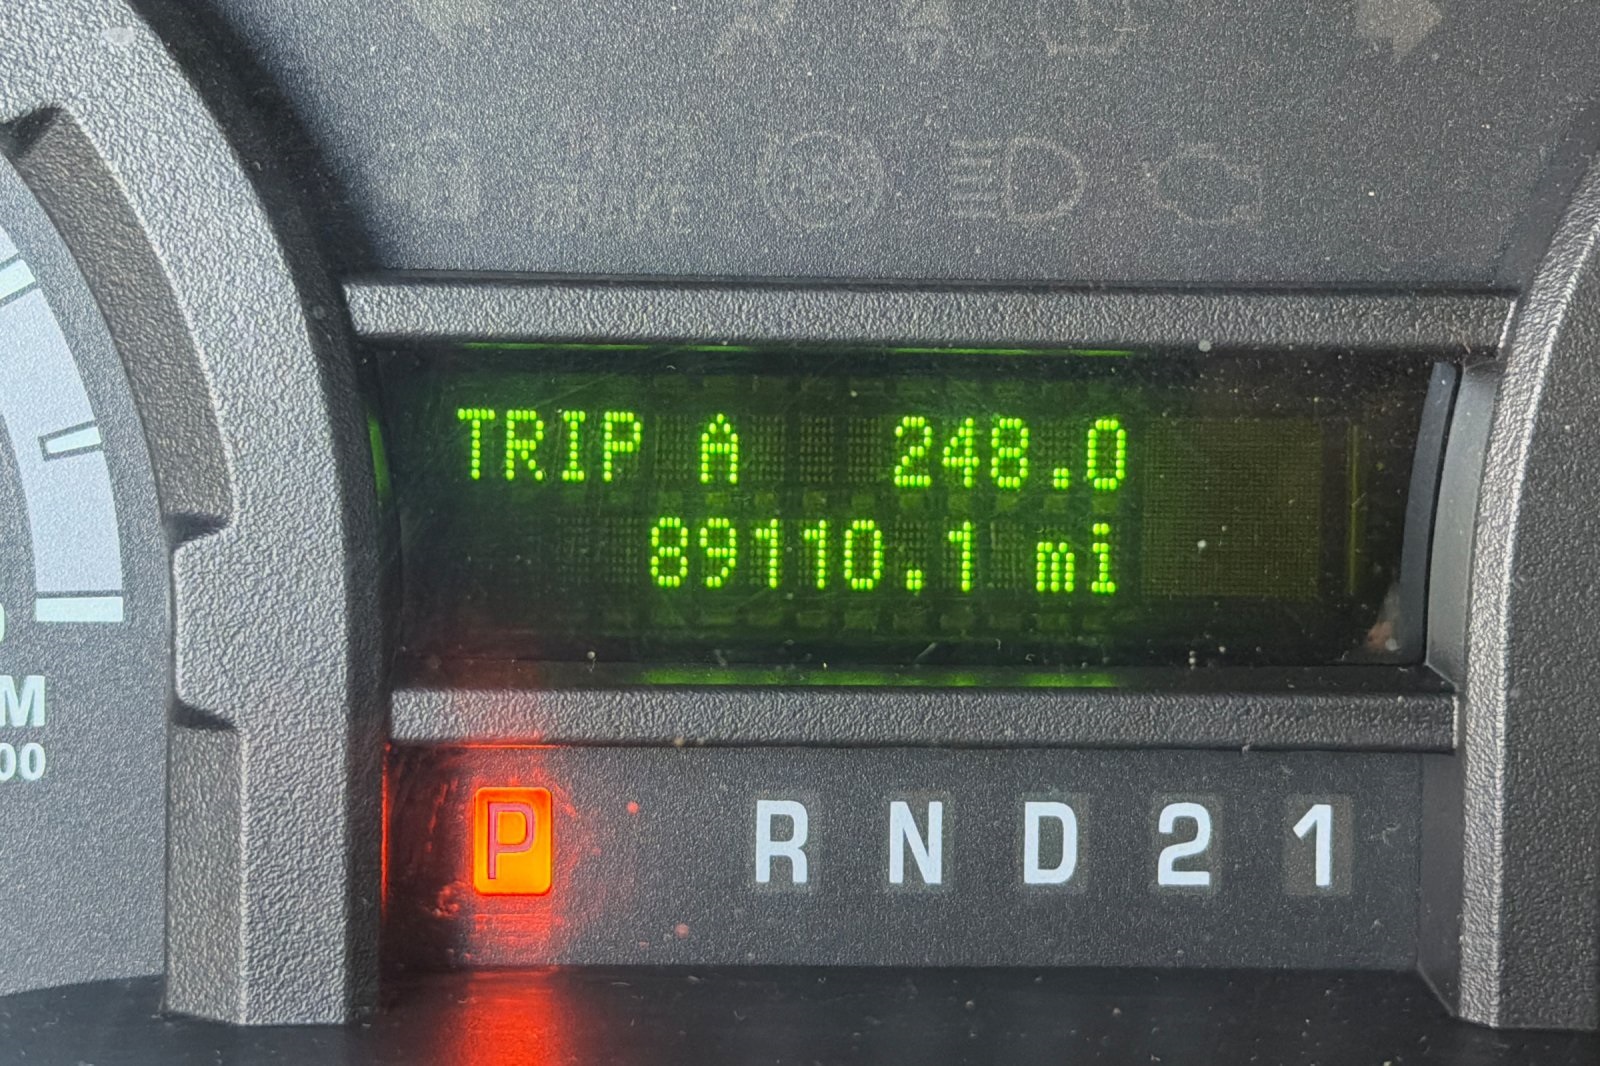 TRIP A 248.0
89110.1 mi
P R N D 2 1